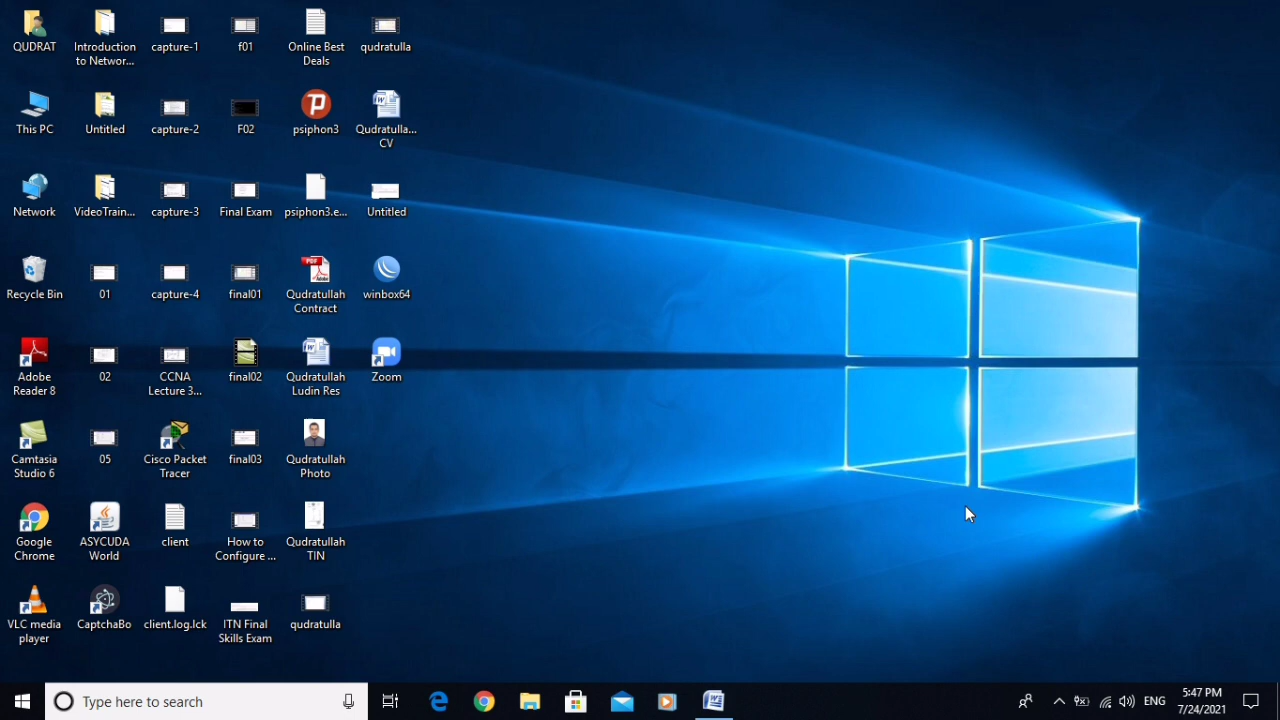 QUDRAT
Introduction
to Networ...
capture-1
f01
Online Best
Deals
qudratulla
This PC
Untitled
capture-2
F02
psiphon3
Qudratulla...
CV
Network
VideoTrain...
capture-3
Final Exam
psiphon3.e...
Untitled
Recycle Bin
01
capture-4
final01
PDF
Adobe
Qudratullah
Contract
winbox64
Adobe
Reader 8
02
CCNA
Lecture 3...
final02
Qudratullah
Ludin Res
Zoom
Camtasia
Studio 6
05
Cisco Packet
Tracer
final03
Qudratullah
Photo
Google
Chrome
ASYCUDA
World
client
How to
Configure ...
Qudratullah
TIN
VLC media
player
CaptchaBo
client.log.lck
ITN Final
Skills Exam
qudratulla
Type here to search
ENG
5:47 PM
7/24/2021